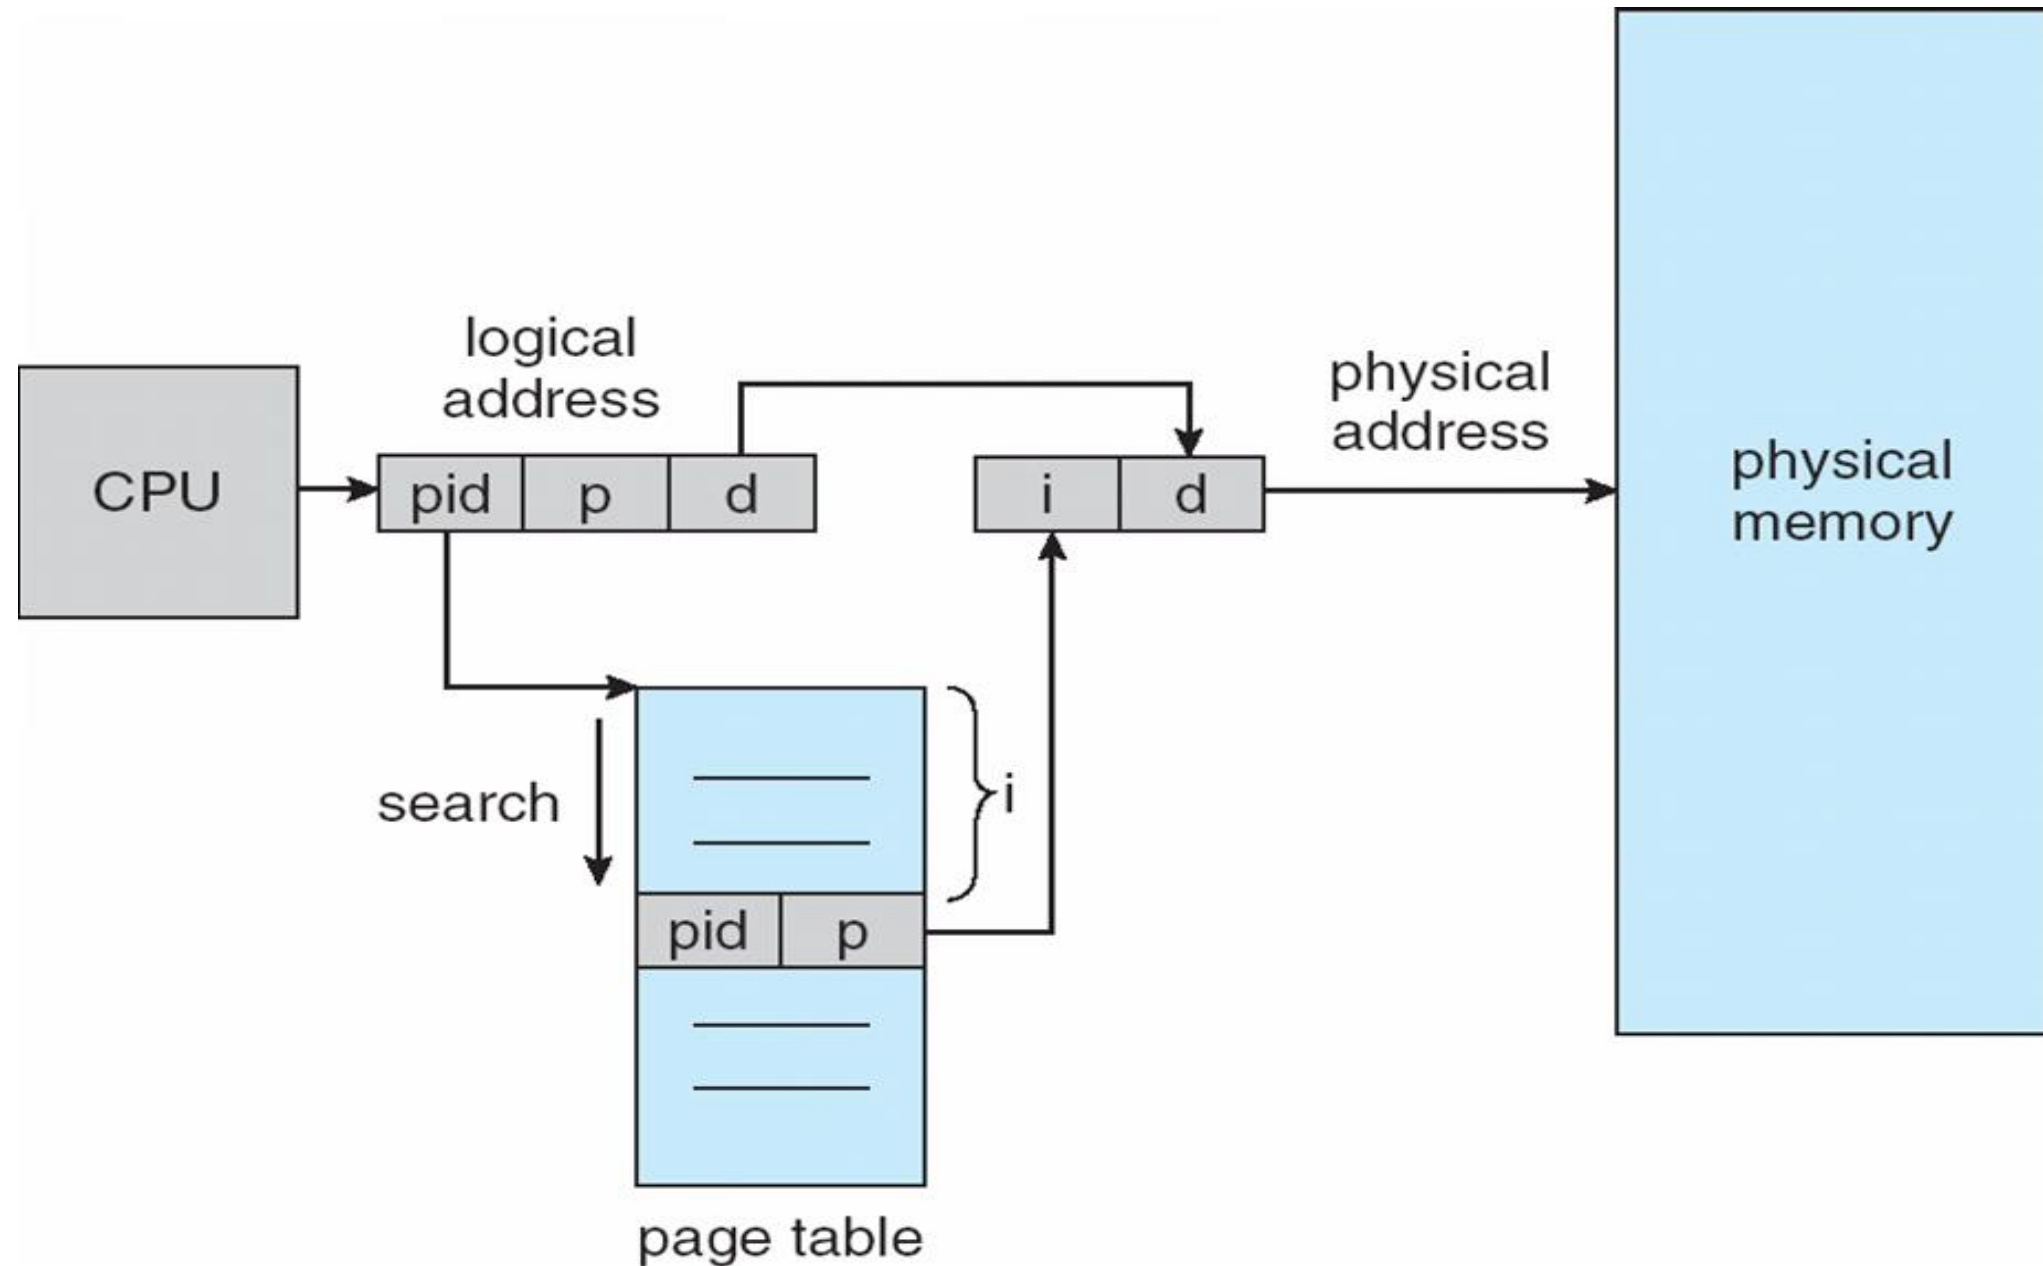 logical
address
physical
address
CPU
pid
p
d
i
d
physical
memory
search
i
pid
p
page table